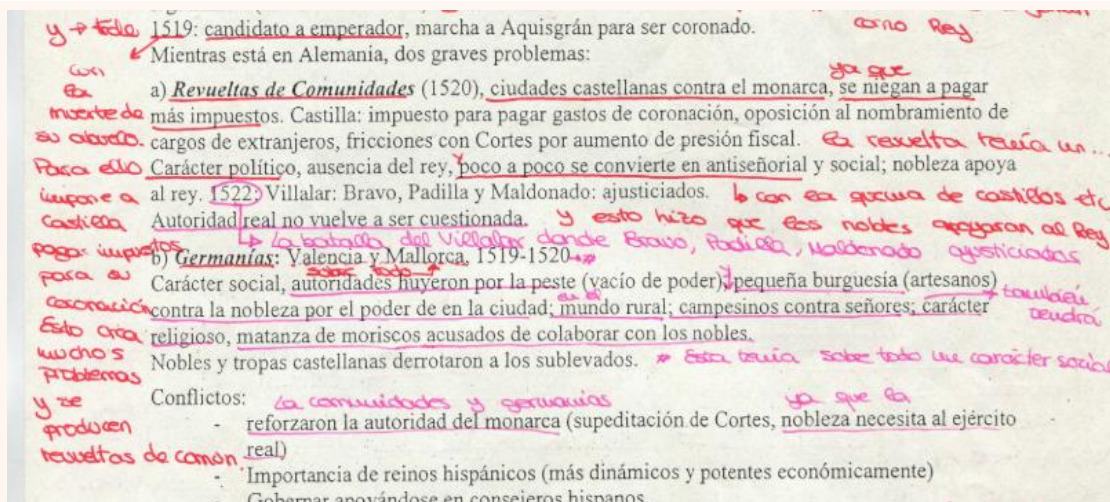 como Rey
y → todo 1519: candidato a emperador, marcha a Aquisgrán para ser coronado.
Mientras está en Alemania, dos graves problemas:
con la muerte de su abuelo.
Para ello impone a Castilla pagar impuestos para su coronación
Esto crea muchos problemas y se producen revueltas de comun
ya que
a) Revueltas de Comunidades (1520), ciudades castellanas contra el monarca, se niegan a pagar
más impuestos. Castilla: impuesto para pagar gastos de coronación, oposición al nombramiento de
cargos de extranjeros, fricciones con Cortes por aumento de presión fiscal. la revuelta tenía un...
Carácter político, ausencia del rey, y poco a poco se convierte en antiseñorial y social; nobleza apoya
al rey. 1522: Villalar: Bravo, Padilla y Maldonado: ajusticiados. ↳ con la quema de castillos etc
Autoridad real no vuelve a ser cuestionada. y esto hizo que los nobles apoyaran al Rey
↳ La batalla del Villalar donde Bravo, Padilla, Maldonado ajusticiados
b) Germanías: Valencia y Mallorca, 1519-1520 → *
sobre todo →
Carácter social, autoridades huyeron por la peste (vacío de poder), pequeña burguesía (artesanos)
contra la nobleza por el poder de en la ciudad; en el mundo rural; campesinos contra señores; carácter → también tendrá
religioso, matanza de moriscos acusados de colaborar con los nobles.
Nobles y tropas castellanas derrotaron a los sublevados. * Esta tenía sobre todo un carácter social
Conflictos: La comunidades y germanias ya que la
- reforzaron la autoridad del monarca (supeditación de Cortes, nobleza necesita al ejército
real)
- Importancia de reinos hispánicos (más dinámicos y potentes económicamente)
- Gobernar apoyándose en consejeros hispanos